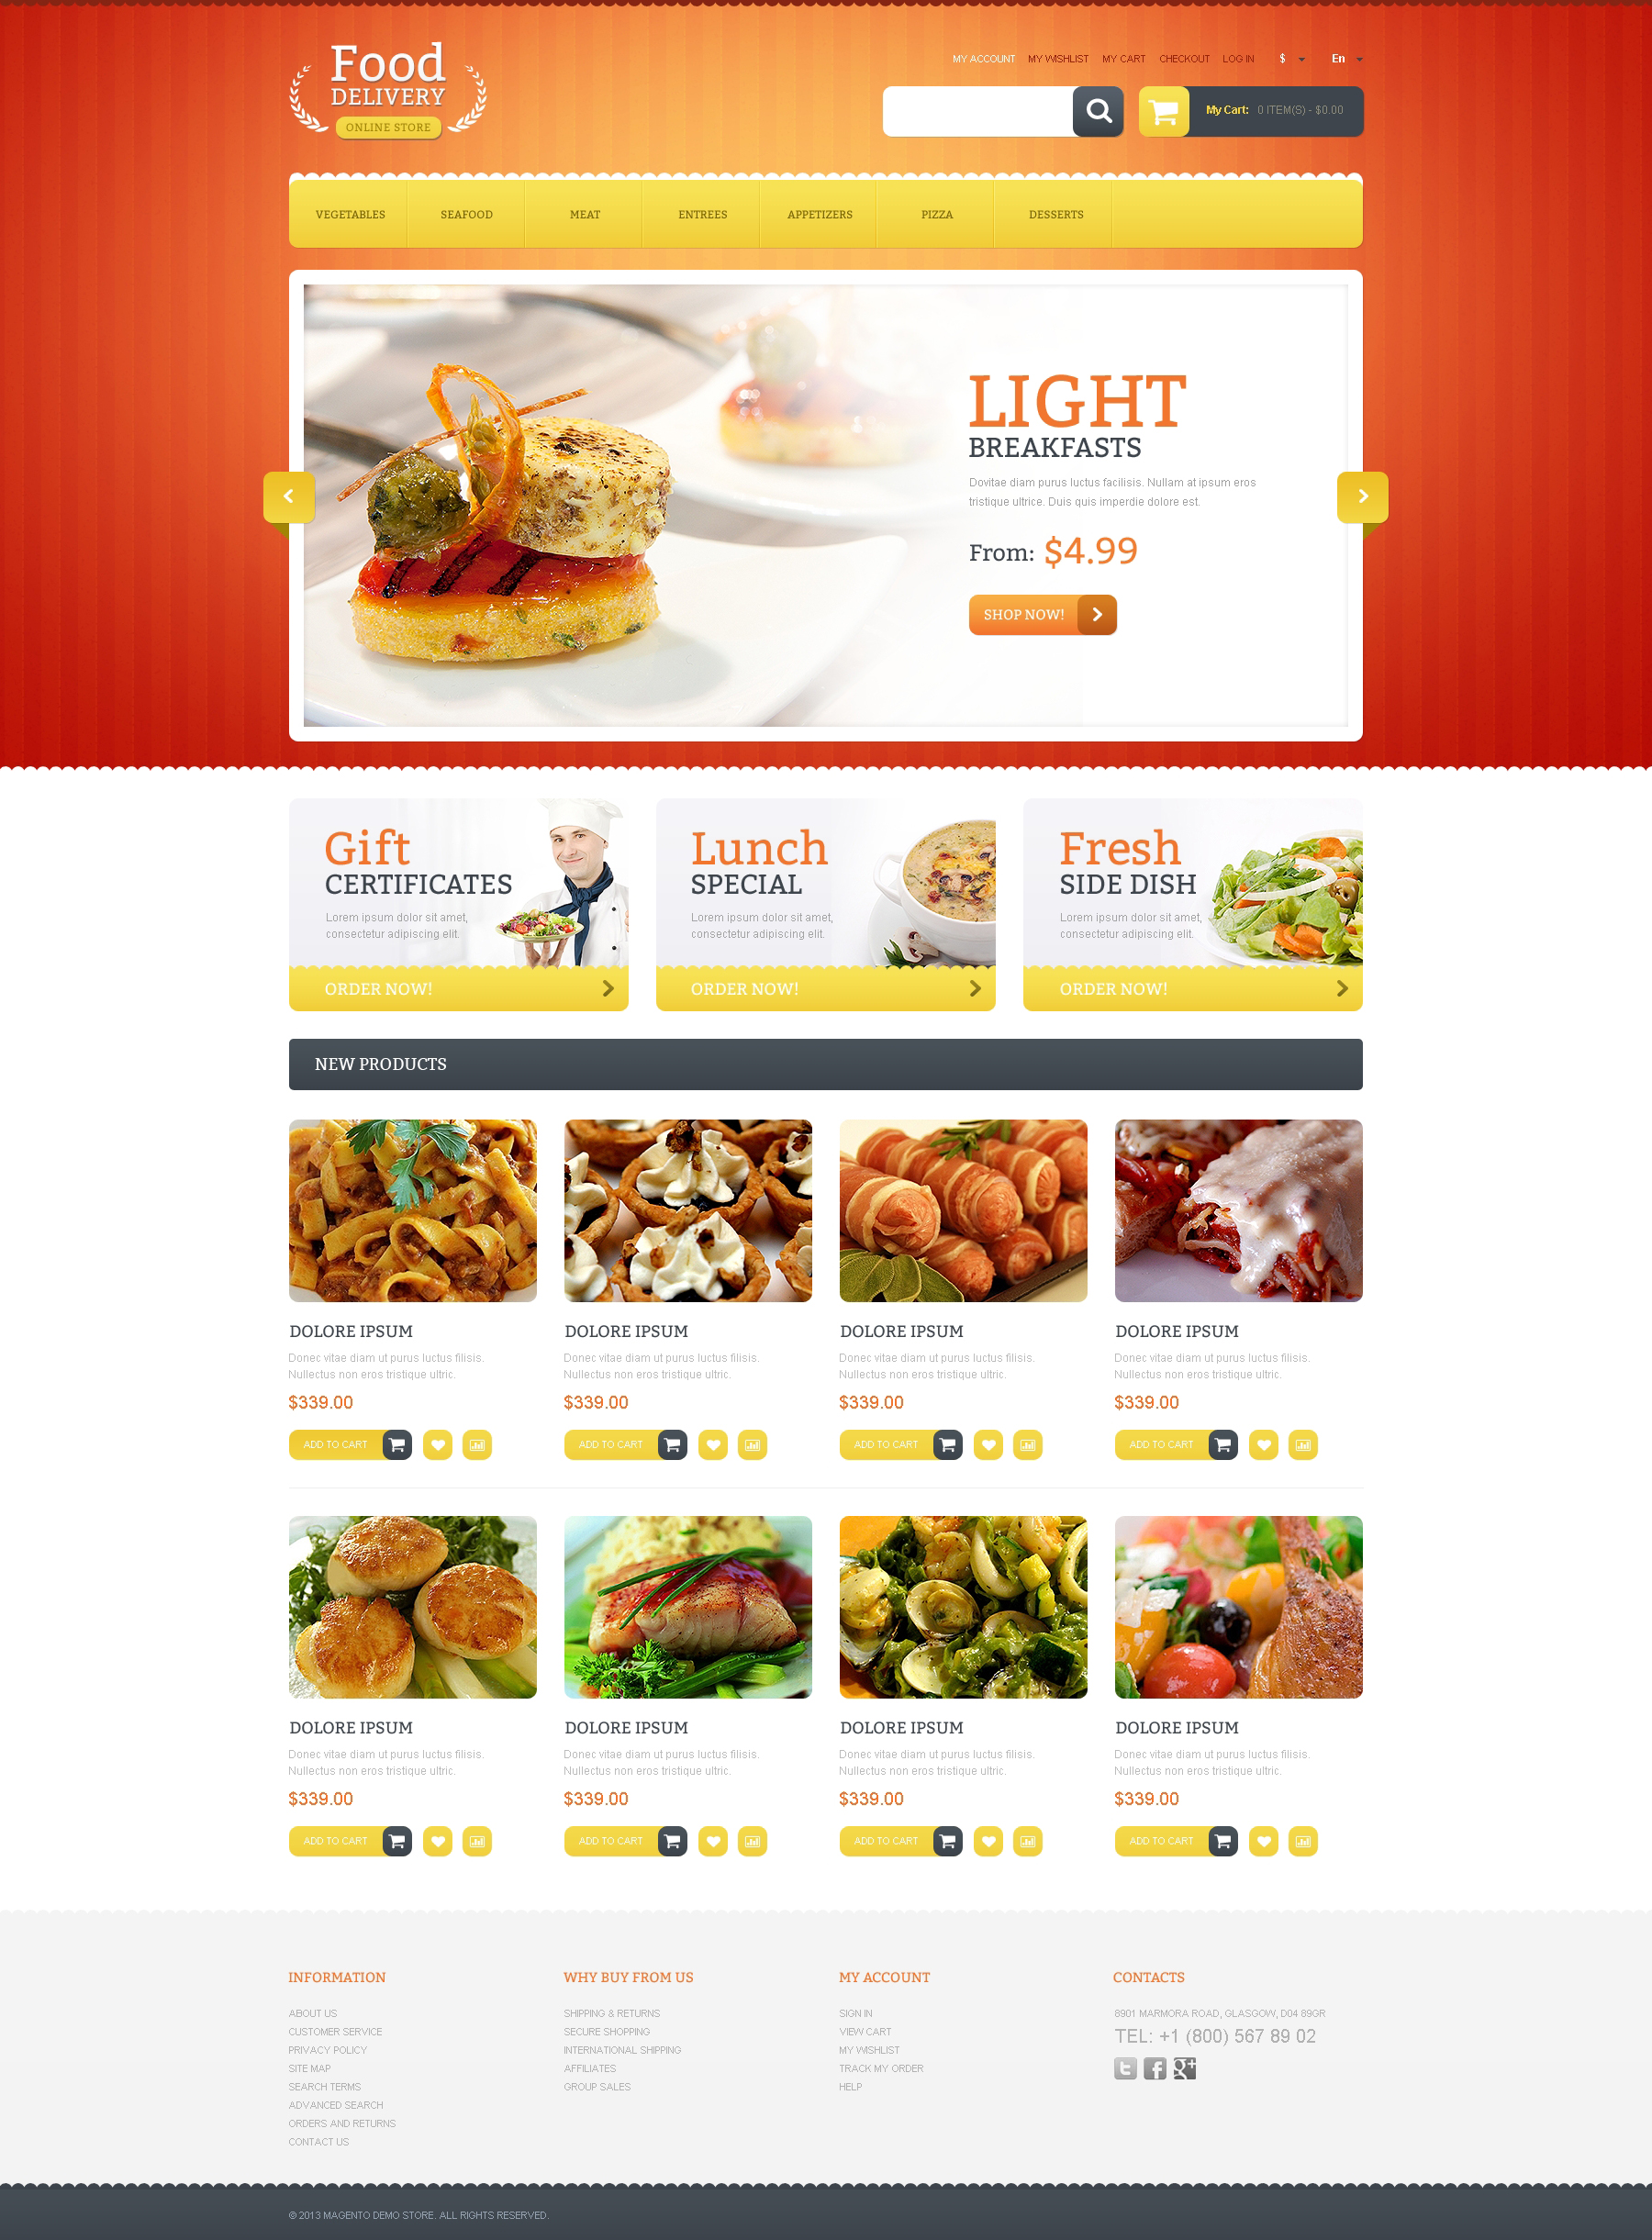 Food
DELIVERY
ONLINE STORE
MY ACCOUNT MY WISHLIST MY CART CHECKOUT LOG IN $ En
My Cart: 0 ITEM(S) - $0.00
VEGETABLES SEAFOOD MEAT ENTREES APPETIZERS PIZZA DESSERTS
LIGHT
BREAKFASTS
Dovitae diam purus luctus facilisis. Nullam at ipsum eros
tristique ultrice. Duis quis imperdie dolore est.
From: $4.99
SHOP NOW!
Gift
CERTIFICATES
Lorem ipsum dolor sit amet,
consectetur adipiscing elit.
ORDER NOW!
Lunch
SPECIAL
Lorem ipsum dolor sit amet,
consectetur adipiscing elit.
ORDER NOW!
Fresh
SIDE DISH
Lorem ipsum dolor sit amet,
consectetur adipiscing elit.
ORDER NOW!
NEW PRODUCTS
DOLORE IPSUM
Donec vitae diam ut purus luctus filisis.
Nullectus non eros tristique ultric.
$339.00
ADD TO CART
DOLORE IPSUM
Donec vitae diam ut purus luctus filisis.
Nullectus non eros tristique ultric.
$339.00
ADD TO CART
DOLORE IPSUM
Donec vitae diam ut purus luctus filisis.
Nullectus non eros tristique ultric.
$339.00
ADD TO CART
DOLORE IPSUM
Donec vitae diam ut purus luctus filisis.
Nullectus non eros tristique ultric.
$339.00
ADD TO CART
DOLORE IPSUM
Donec vitae diam ut purus luctus filisis.
Nullectus non eros tristique ultric.
$339.00
ADD TO CART
DOLORE IPSUM
Donec vitae diam ut purus luctus filisis.
Nullectus non eros tristique ultric.
$339.00
ADD TO CART
DOLORE IPSUM
Donec vitae diam ut purus luctus filisis.
Nullectus non eros tristique ultric.
$339.00
ADD TO CART
DOLORE IPSUM
Donec vitae diam ut purus luctus filisis.
Nullectus non eros tristique ultric.
$339.00
ADD TO CART
INFORMATION
ABOUT US
CUSTOMER SERVICE
PRIVACY POLICY
SITE MAP
SEARCH TERMS
ADVANCED SEARCH
ORDERS AND RETURNS
CONTACT US
WHY BUY FROM US
SHIPPING & RETURNS
SECURE SHOPPING
INTERNATIONAL SHIPPING
AFFILIATES
GROUP SALES
MY ACCOUNT
SIGN IN
VIEW CART
MY WISHLIST
TRACK MY ORDER
HELP
CONTACTS
8901 MARMORA ROAD, GLASGOW, D04 89GR
TEL: +1 (800) 567 89 02
© 2013 MAGENTO DEMO STORE. ALL RIGHTS RESERVED.